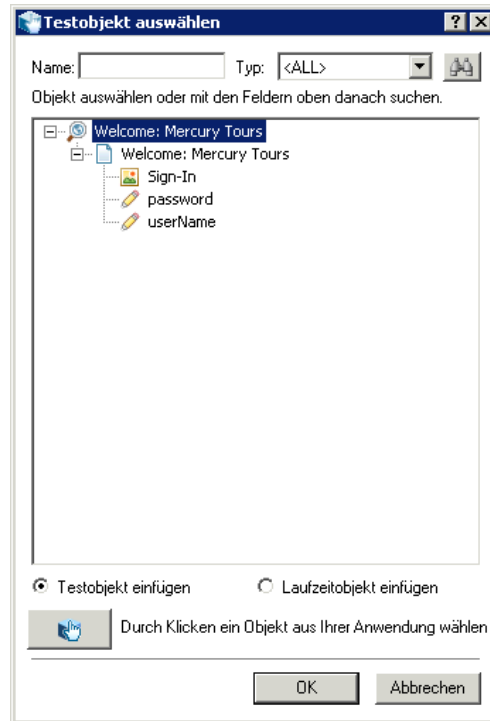 Testobjekt auswählen
Name: Typ: <ALL>
Objekt auswählen oder mit den Feldern oben danach suchen.
Welcome: Mercury Tours
Welcome: Mercury Tours
Sign-In
password
userName
Testobjekt einfügen Laufzeitobjekt einfügen
Durch Klicken ein Objekt aus Ihrer Anwendung wählen
OK Abbrechen